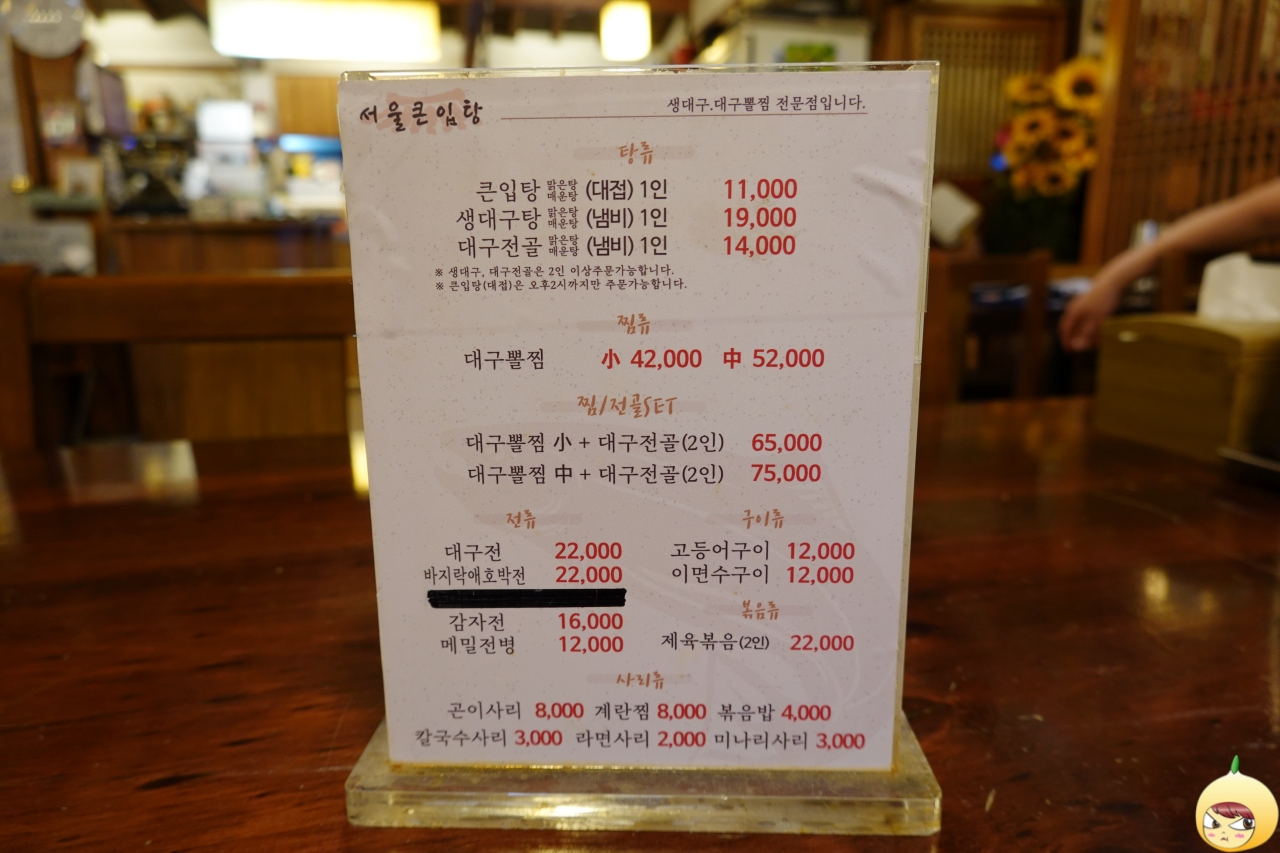 서울큰입탕
생대구.대구뽈찜 전문점입니다.
탕류
큰입탕 맑은탕 매운탕 (대접) 1인 11,000
생대구탕 맑은탕 매운탕 (냄비) 1인 19,000
대구전골 맑은탕 매운탕 (냄비) 1인 14,000
※ 생대구, 대구전골은 2인 이상주문가능합니다.
※ 큰입탕(대접)은 오후2시까지만 주문가능합니다.
찜류
대구뽈찜 小 42,000 中 52,000
찜/전골SET
대구뽈찜 小 + 대구전골(2인) 65,000
대구뽈찜 中 + 대구전골(2인) 75,000
전류
대구전 22,000
바지락애호박전 22,000
감자전 16,000
메밀전병 12,000
구이류
고등어구이 12,000
이면수구이 12,000
볶음류
제육볶음(2인) 22,000
사리류
곤이사리 8,000 계란찜 8,000 볶음밥 4,000
칼국수사리 3,000 라면사리 2,000 미나리사리 3,000